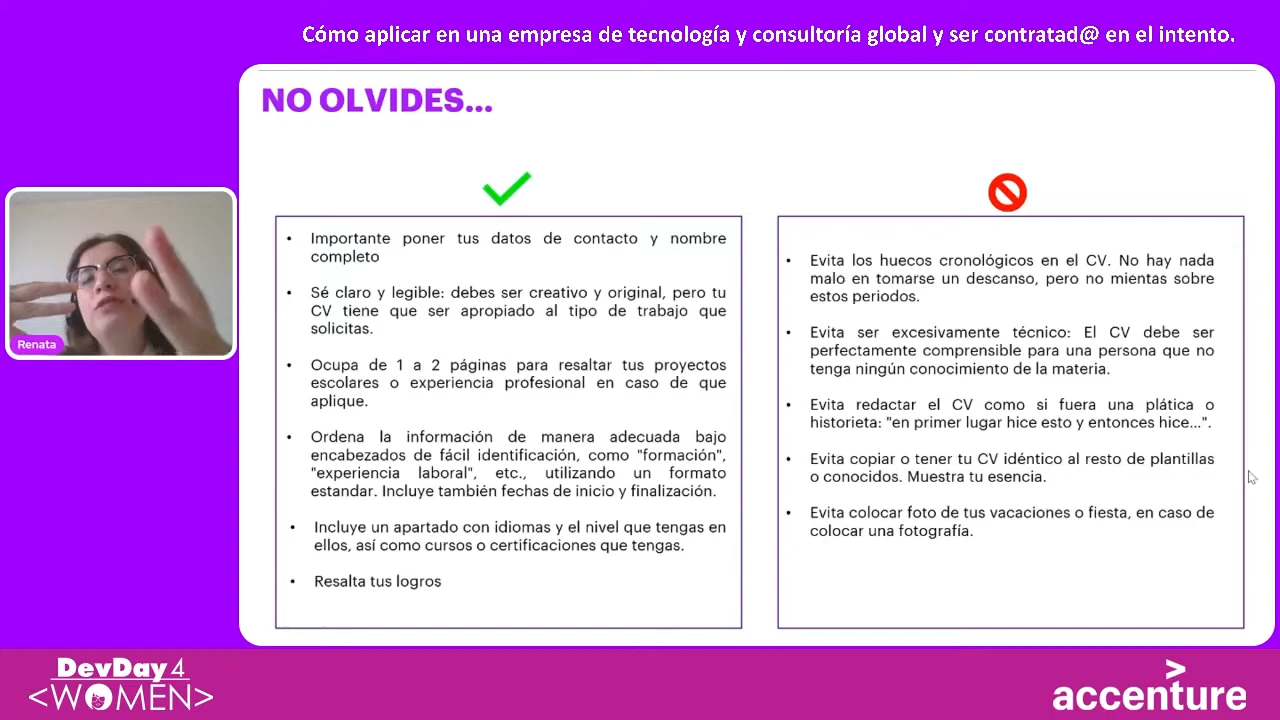 Cómo aplicar en una empresa de tecnología y consultoría global y ser contratad@ en el intento.
NO OLVIDES...
• Importante poner tus datos de contacto y nombre
completo
• Sé claro y legible: debes ser creativo y original, pero tu
CV tiene que ser apropiado al tipo de trabajo que
solicitas.
• Ocupa de 1 a 2 páginas para resaltar tus proyectos
escolares o experiencia profesional en caso de que
aplique.
• Ordena la información de manera adecuada bajo
encabezados de fácil identificación, como "formación",
"experiencia laboral", etc., utilizando un formato
estandar. Incluye también fechas de inicio y finalización.
• Incluye un apartado con idiomas y el nivel que tengas en
ellos, así como cursos o certificaciones que tengas.
• Resalta tus logros
• Evita los huecos cronológicos en el CV. No hay nada
malo en tomarse un descanso, pero no mientas sobre
estos periodos.
• Evita ser excesivamente técnico: El CV debe ser
perfectamente comprensible para una persona que no
tenga ningún conocimiento de la materia.
• Evita redactar el CV como si fuera una plática o
historieta: "en primer lugar hice esto y entonces hice...".
• Evita copiar o tener tu CV idéntico al resto de plantillas
o conocidos. Muestra tu esencia.
• Evita colocar foto de tus vacaciones o fiesta, en caso de
colocar una fotografía.
Renata
DevDay4
<WOMEN>
accenture